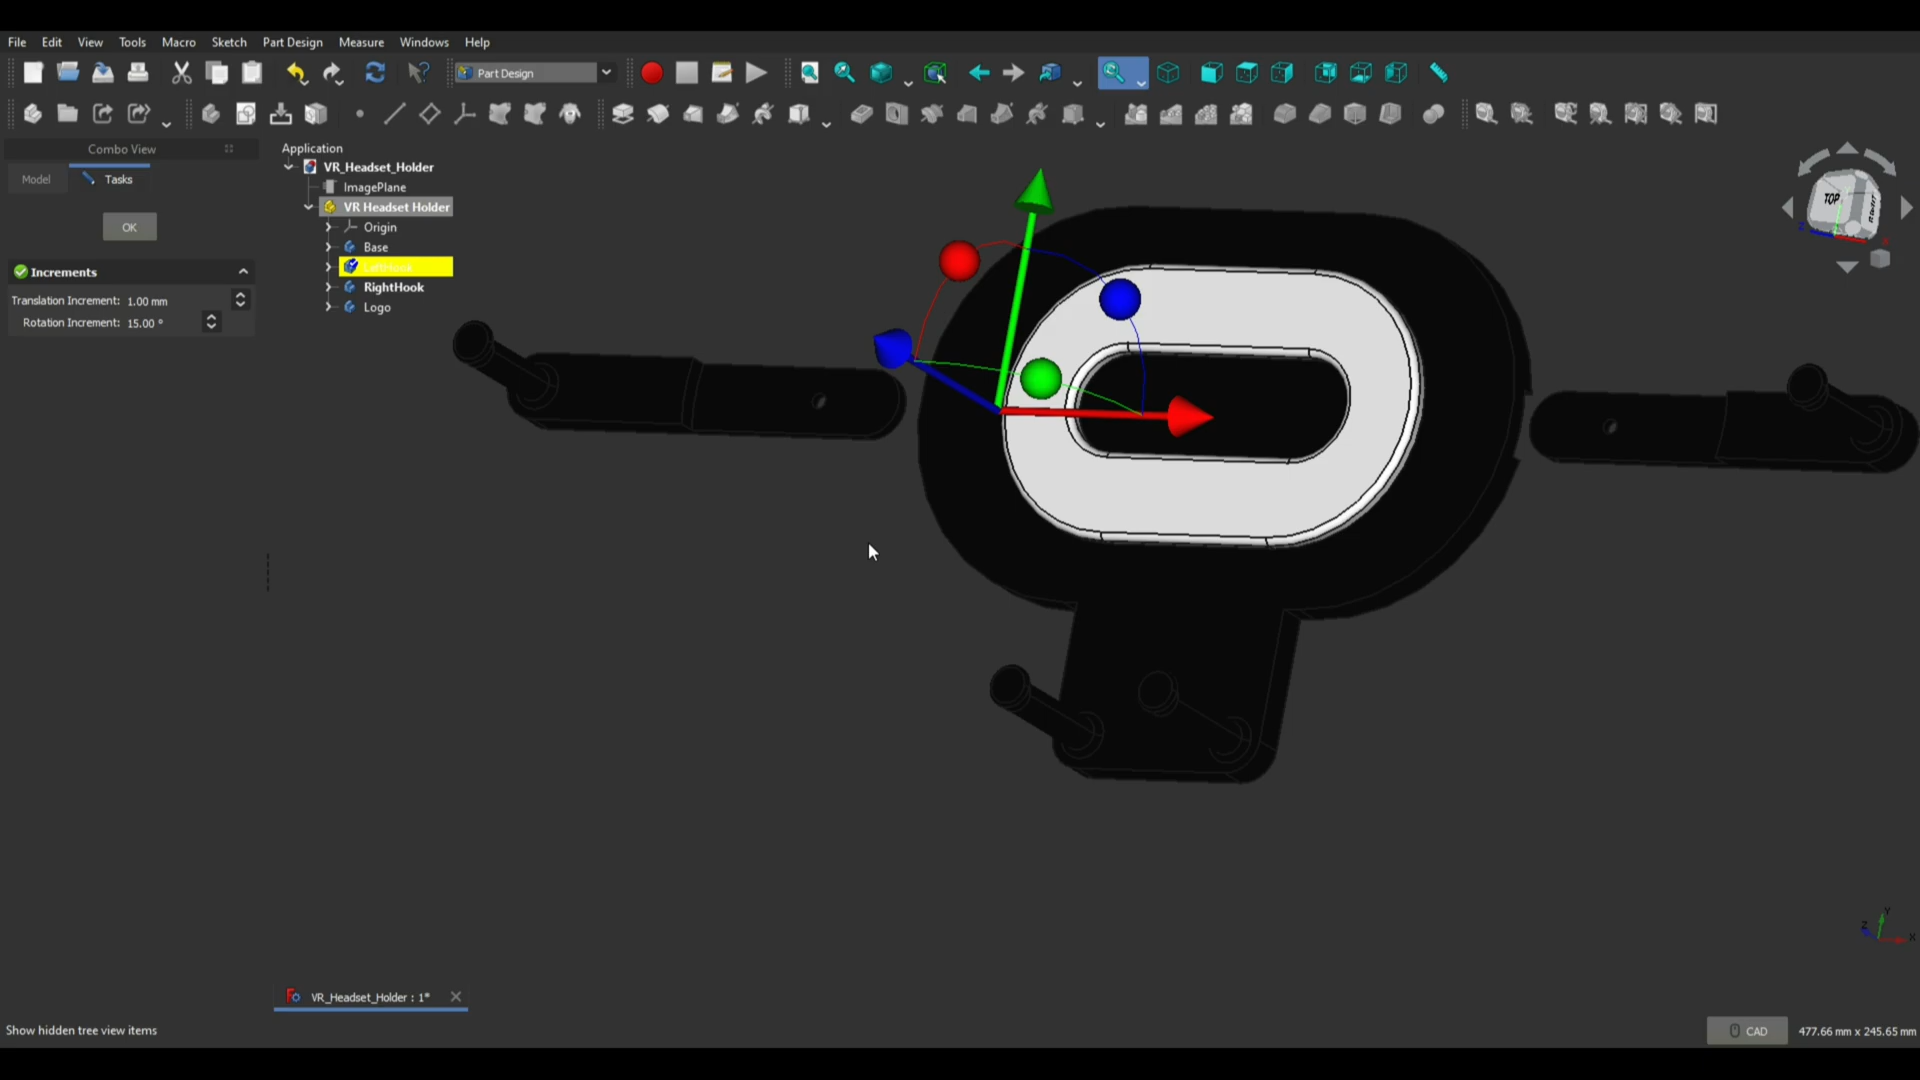 File Edit View Tools Macro Sketch Part Design Measure Windows Help
Part Design
Combo View
Model Tasks
OK
Increments
Translation Increment: 1.00 mm
Rotation Increment: 15.00 °
Application
VR_Headset_Holder
ImagePlane
VR Headset Holder
Origin
Base
LeftHook
RightHook
Logo
TOP
Z
X
Y
Z
X
VR_Headset_Holder : 1*
Show hidden tree view items
CAD
477.66 mm x 245.65 mm